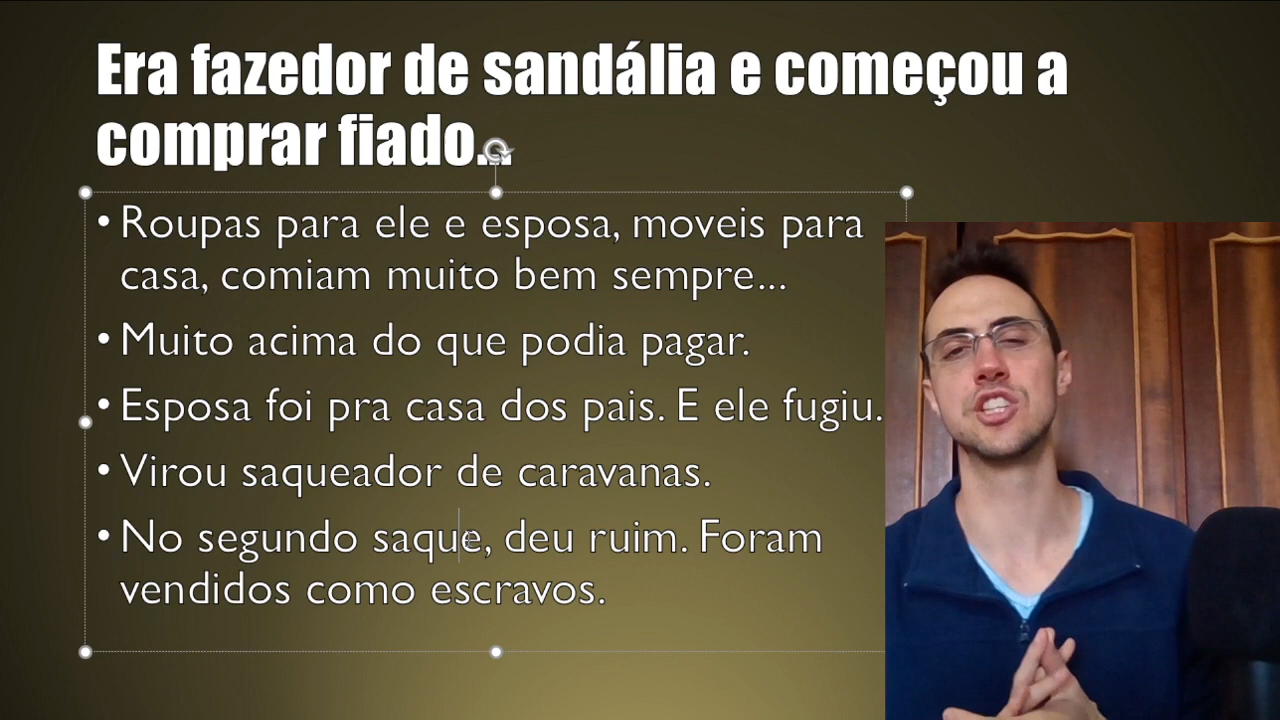 Era fazedor de sandália e começou a
comprar fiado...
• Roupas para ele e esposa, moveis para
casa, comiam muito bem sempre...
• Muito acima do que podia pagar.
• Esposa foi pra casa dos pais. E ele fugiu.
• Virou saqueador de caravanas.
• No segundo saque, deu ruim. Foram
vendidos como escravos.